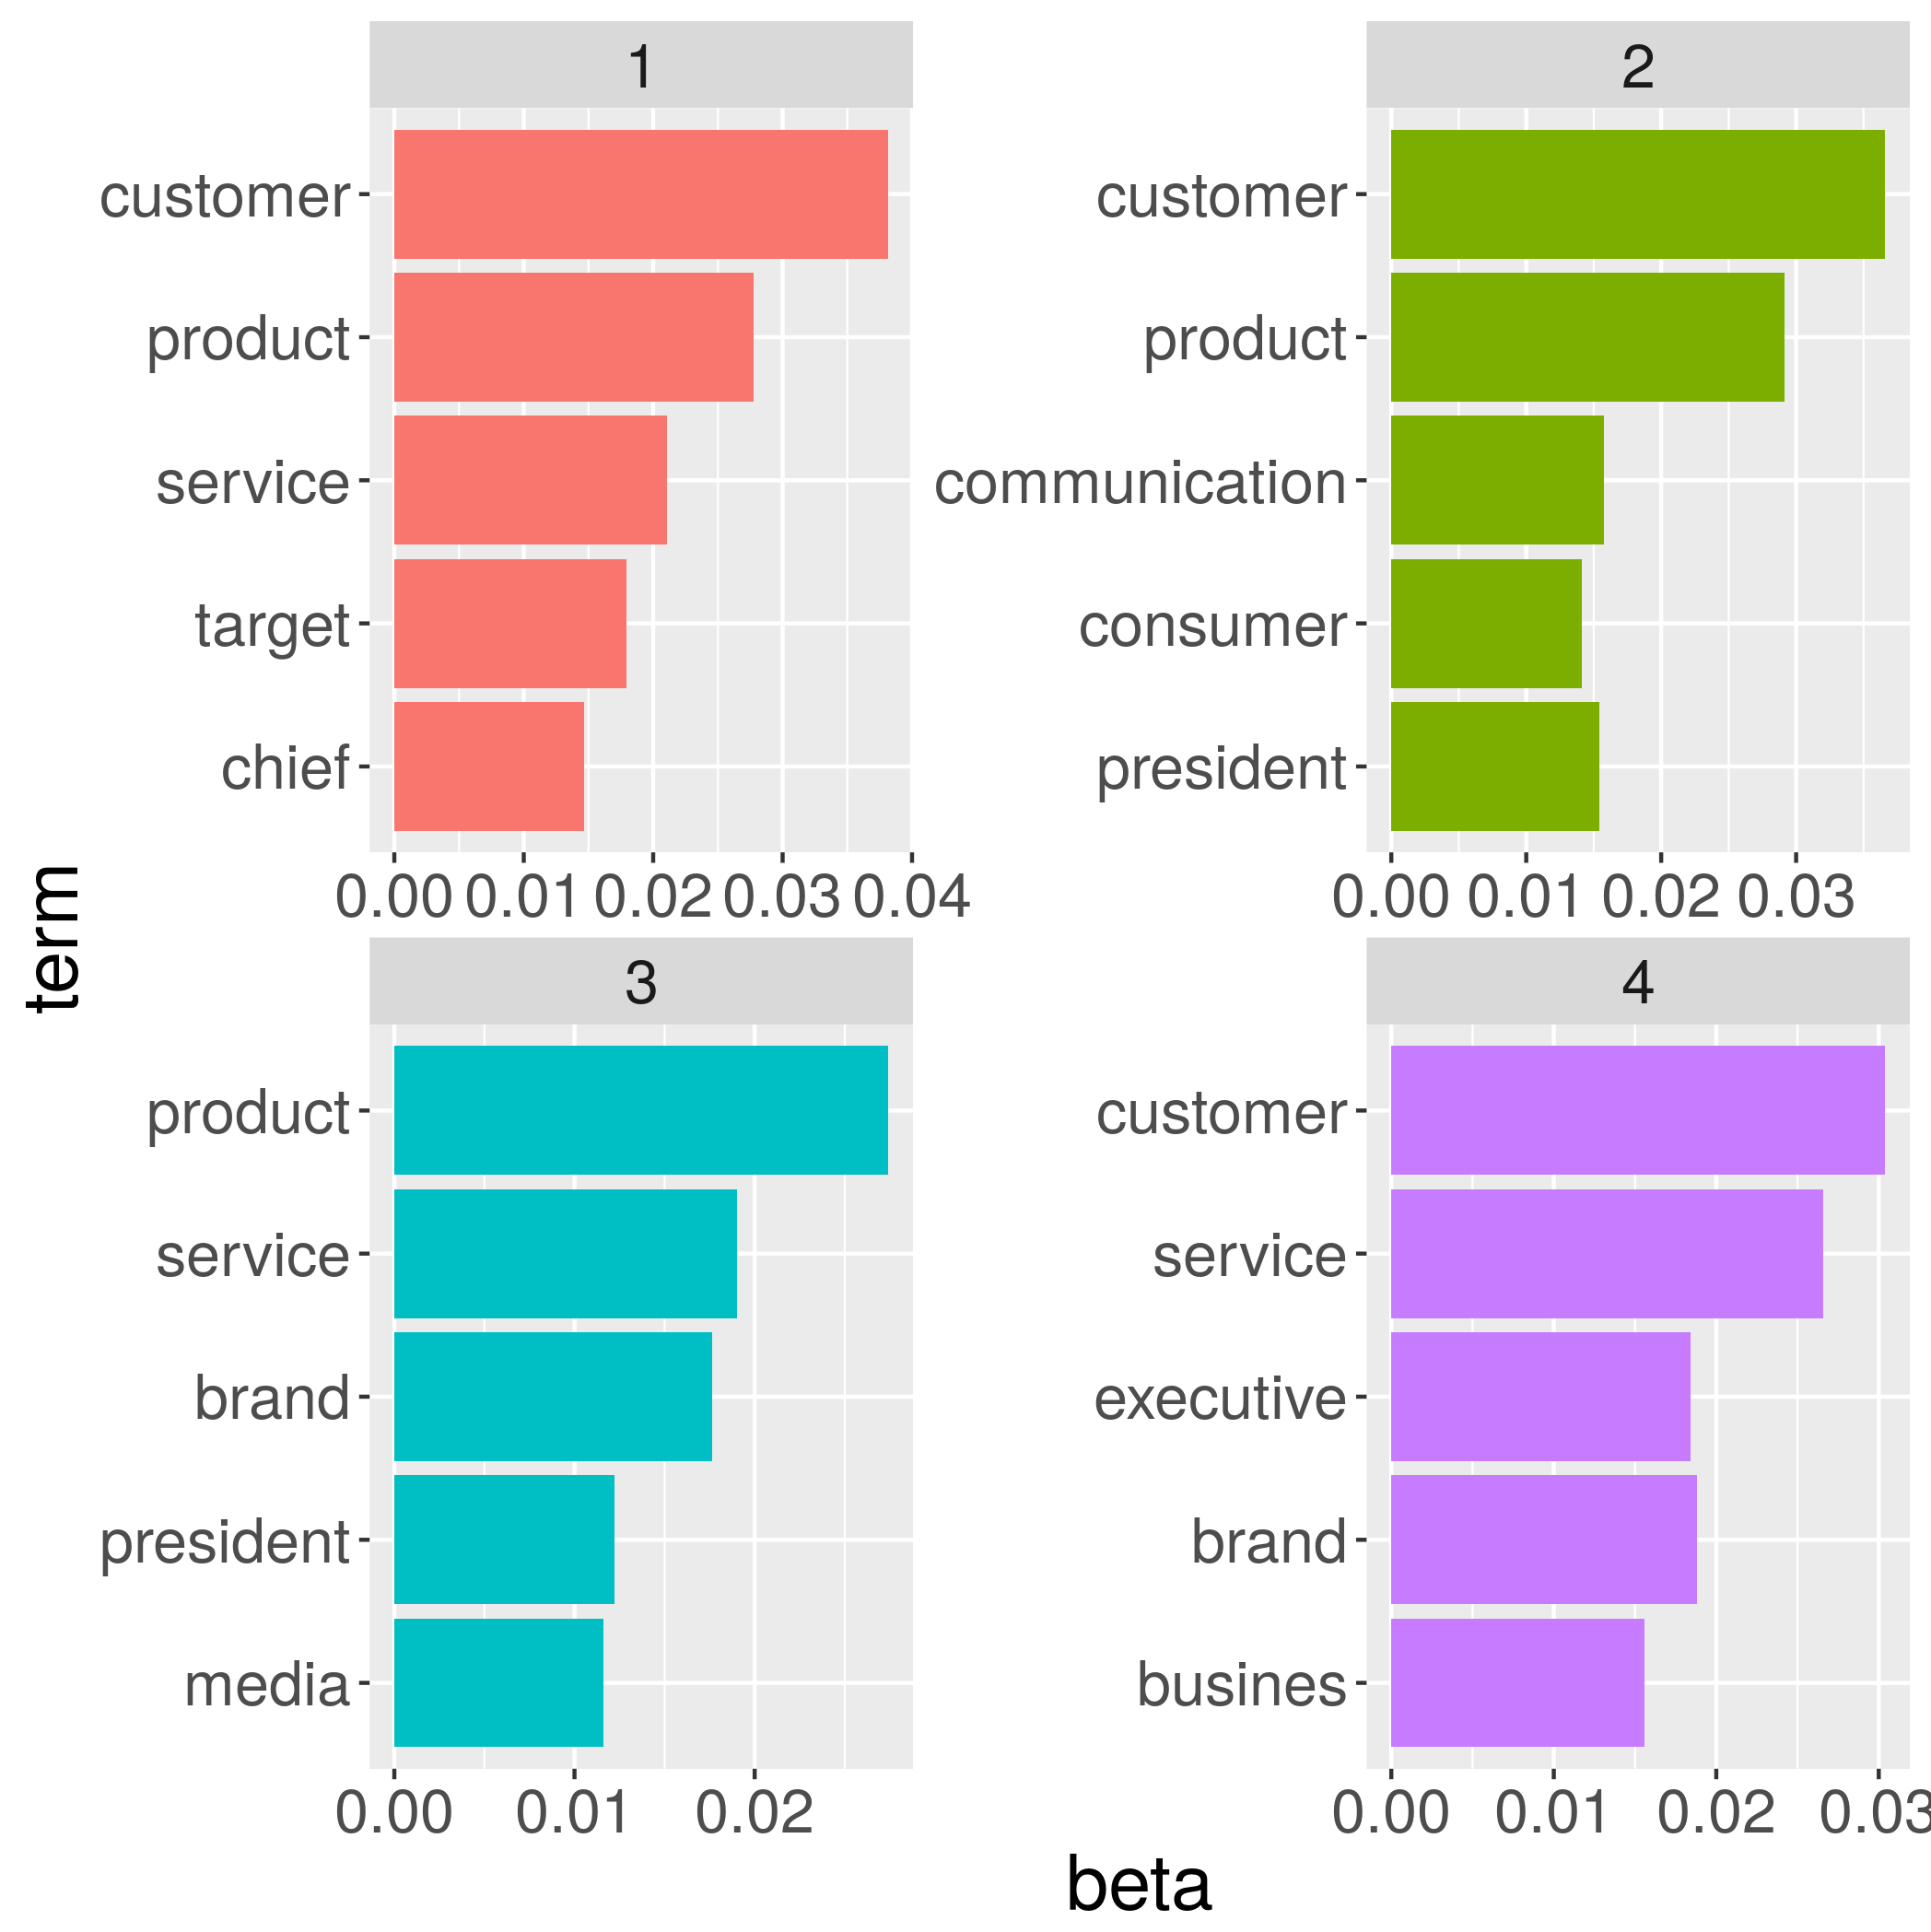 1
customer
product
service
target
chief
0.00 0.01 0.02 0.03 0.04
2
customer
product
communication
consumer
president
0.00 0.01 0.02 0.03
term
3
product
service
brand
president
media
0.00 0.01 0.02
4
customer
service
executive
brand
busines
0.00 0.01 0.02 0.03
beta